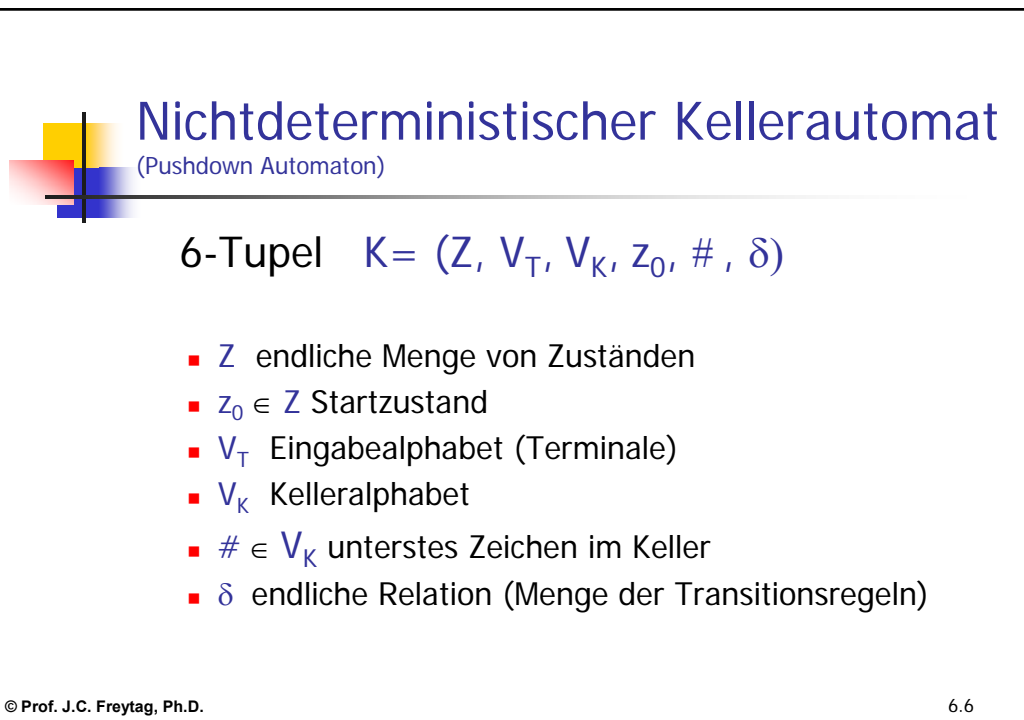 Nichtdeterministischer Kellerautomat
(Pushdown Automaton)
6-Tupel K= (Z, V_T, V_K, z_0, #, δ)
Z endliche Menge von Zuständen
z_0 ∈ Z Startzustand
V_T Eingabealphabet (Terminale)
V_K Kelleralphabet
# ∈ V_K unterstes Zeichen im Keller
δ endliche Relation (Menge der Transitionsregeln)
© Prof. J.C. Freytag, Ph.D. 6.6